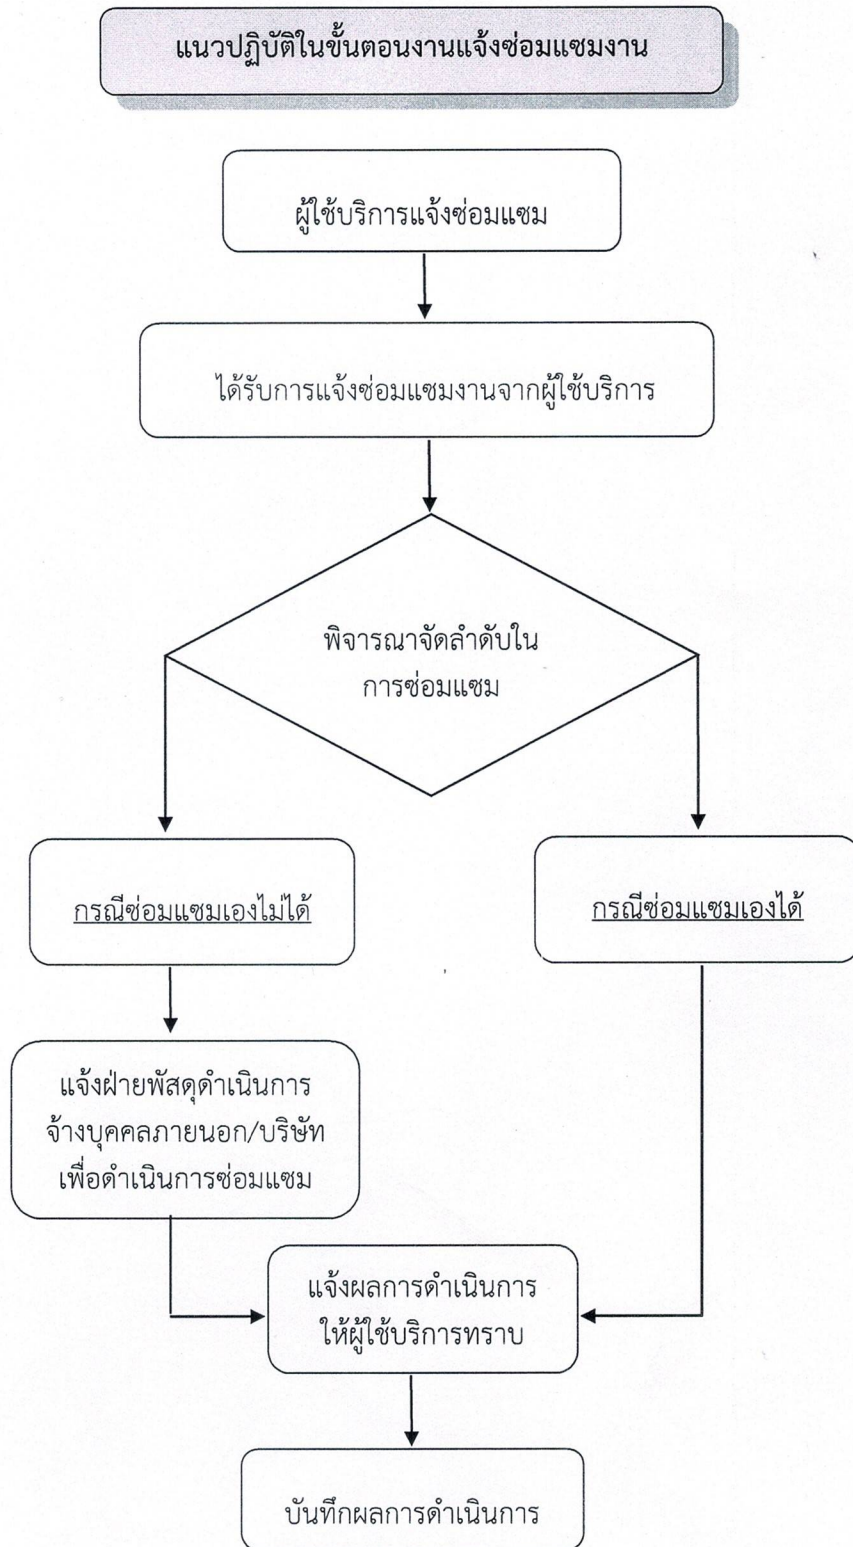 แนวปฏิบัติในขั้นตอนงานแจ้งซ่อมแซมงาน
ผู้ใช้บริการแจ้งซ่อมแซม
ได้รับการแจ้งซ่อมแซมงานจากผู้ใช้บริการ
พิจารณาจัดลำดับใน
การซ่อมแซม
กรณีซ่อมแซมเองไม่ได้
กรณีซ่อมแซมเองได้
แจ้งฝ่ายพัสดุดำเนินการ
จ้างบุคคลภายนอก/บริษัท
เพื่อดำเนินการซ่อมแซม
แจ้งผลการดำเนินการ
ให้ผู้ใช้บริการทราบ
บันทึกผลการดำเนินการ